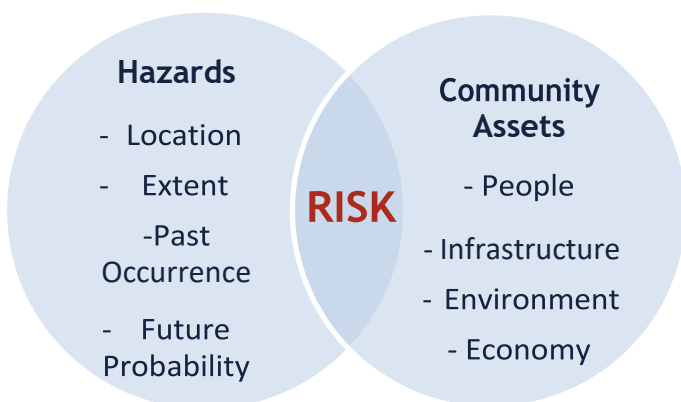 Hazards
- Location
- Extent
-Past
Occurrence
- Future
Probability
RISK
Community
Assets
- People
- Infrastructure
- Environment
- Economy